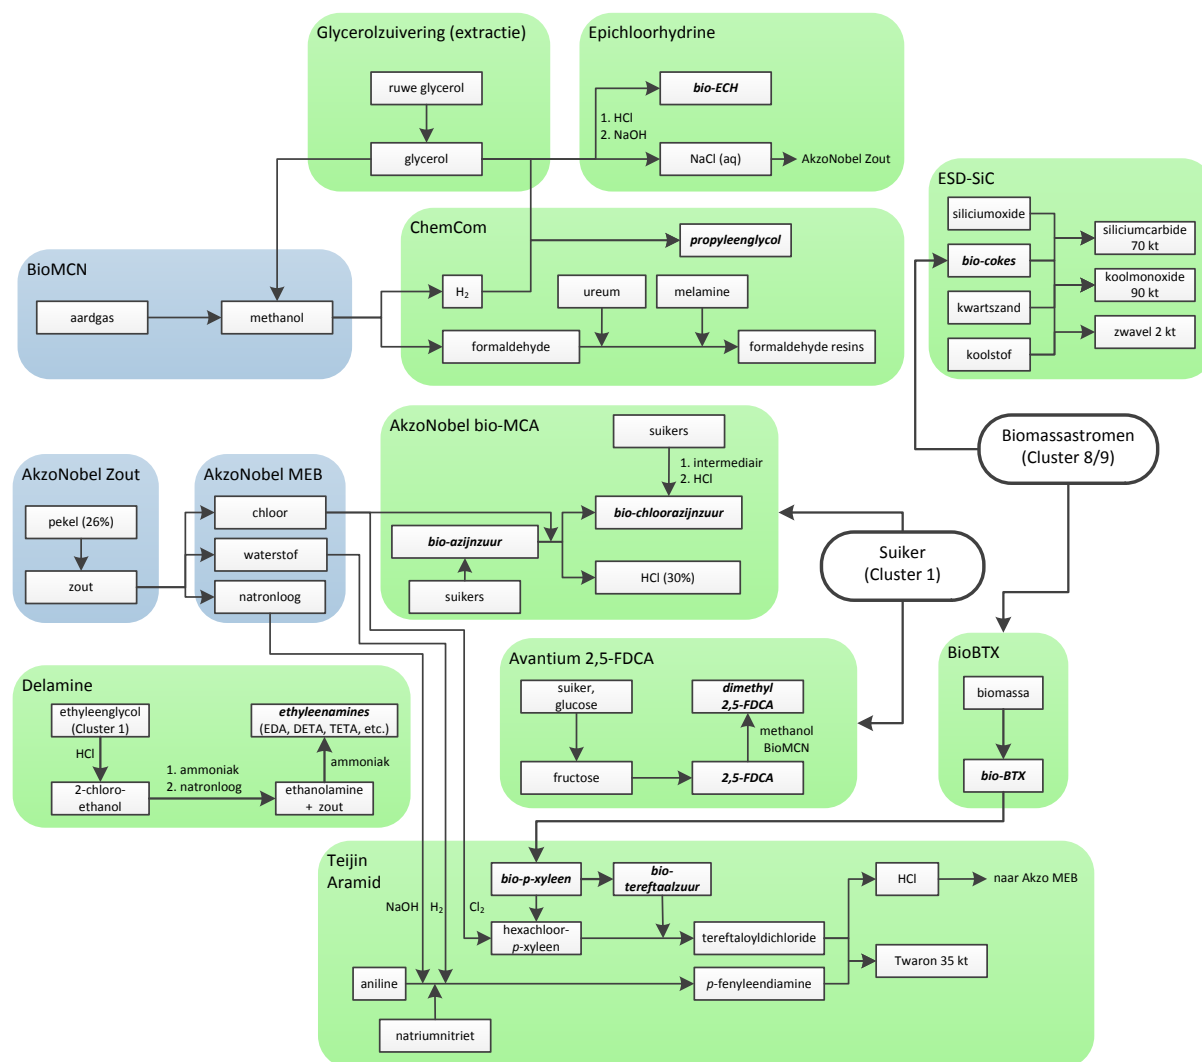 Glycerolzuivering (extractie)
ruwe glycerol
glycerol
Epichloorhydrine
bio-ECH
1. HCl
2. NaOH
NaCl (aq)
AkzoNobel Zout
ESD-SiC
siliciumoxide
bio-cokes
kwartszand
koolstof
siliciumcarbide
70 kt
koolmonoxide
90 kt
zwavel 2 kt
ChemCom
propyleenglycol
H₂
ureum
melamine
formaldehyde
formaldehyde resins
BioMCN
aardgas
methanol
AkzoNobel bio-MCA
suikers
1. intermediair
2. HCl
bio-chloorazijnzuur
bio-azijnzuur
HCl (30%)
suikers
Biomassastromen
(Cluster 8/9)
Suiker
(Cluster 1)
AkzoNobel Zout
pekel (26%)
zout
AkzoNobel MEB
chloor
waterstof
natronloog
Delamine
ethyleenglycol
(Cluster 1)
HCl
2-chloro-
ethanol
1. ammoniak
2. natronloog
ethyleenamines
(EDA, DETA, TETA, etc.)
ammoniak
ethanolamine
+ zout
Avantium 2,5-FDCA
suiker,
glucose
fructose
dimethyl
2,5-FDCA
methanol
BioMCN
2,5-FDCA
BioBTX
biomassa
bio-BTX
Teijin
Aramid
NaOH
H₂
Cl₂
bio-p-xyleen
bio-
tereftaalzuur
hexachloor-
p-xyleen
tereftaloyldichloride
HCl
naar Akzo MEB
Twaron 35 kt
aniline
p-fenyleendiamine
natriumnitriet